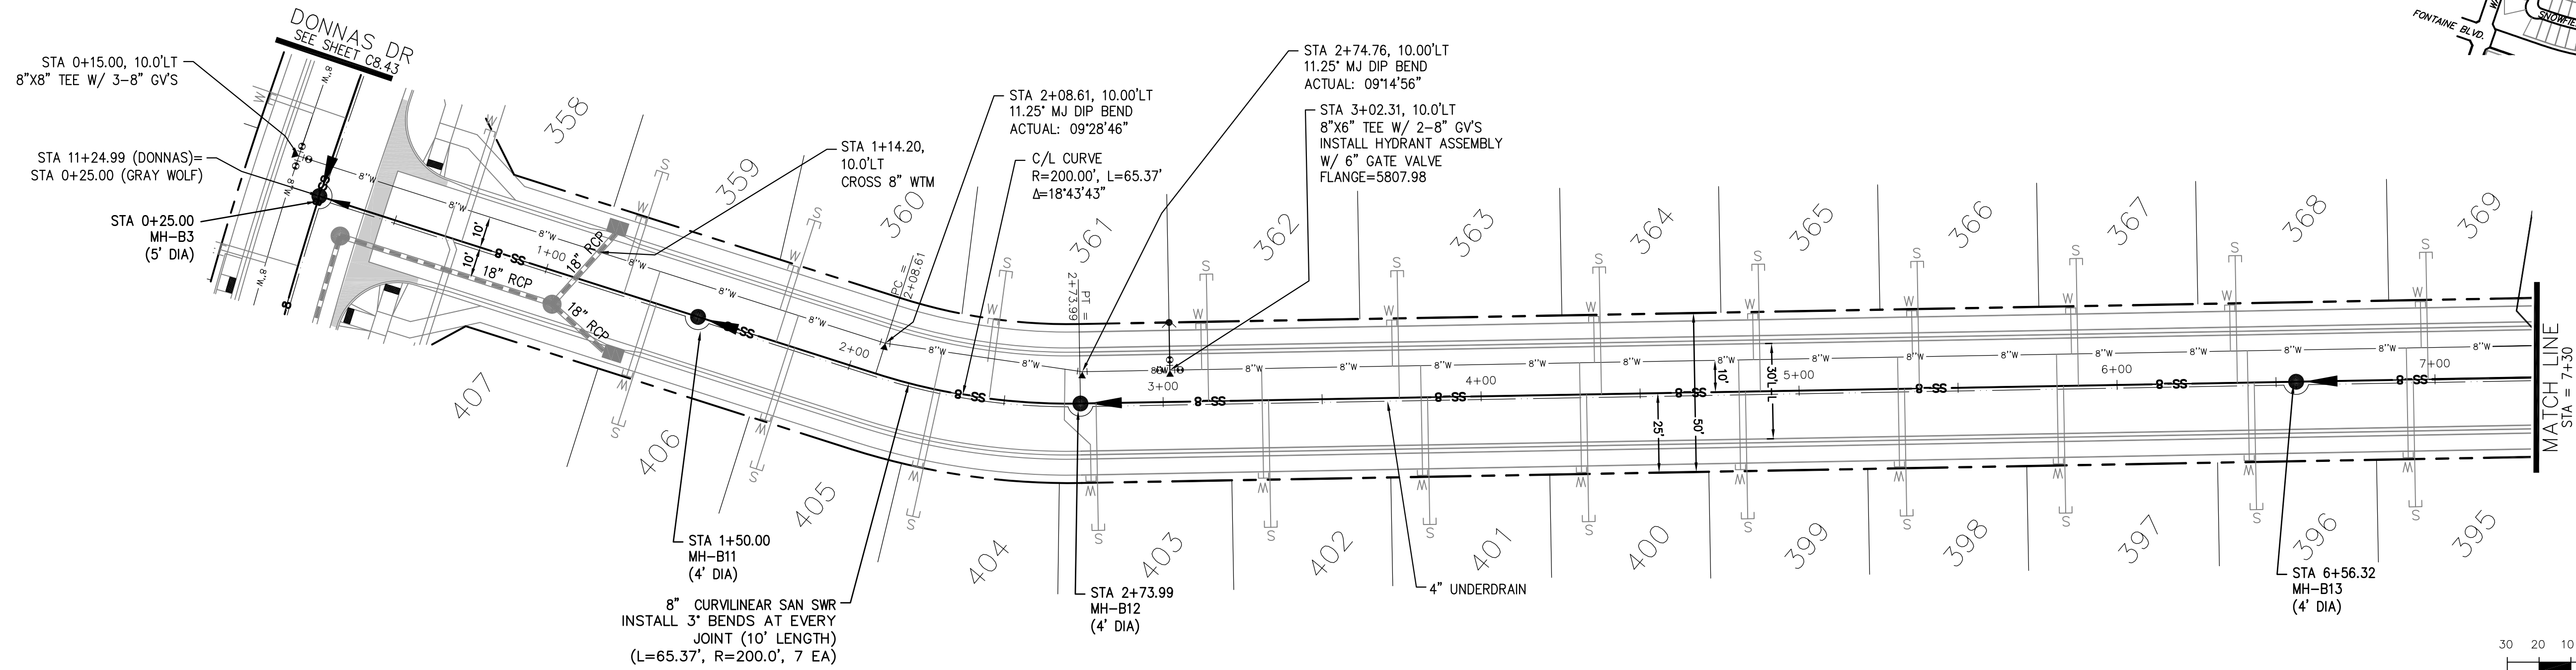 DONNAS DR
SEE SHEET C8.43
STA 0+15.00, 10.0'LT
8"X8" TEE W/ 3-8" GV'S
STA 11+24.99 (DONNAS)=
STA 0+25.00 (GRAY WOLF)
STA 0+25.00
MH-B3
(5' DIA)
STA 1+14.20,
10.0'LT
CROSS 8" WTM
STA 2+08.61, 10.00'LT
11.25° MJ DIP BEND
ACTUAL: 09°28'46"
C/L CURVE
R=200.00', L=65.37'
Δ=18°43'43"
STA 2+74.76, 10.00'LT
11.25° MJ DIP BEND
ACTUAL: 09°14'56"
STA 3+02.31, 10.0'LT
8"X6" TEE W/ 2-8" GV'S
INSTALL HYDRANT ASSEMBLY
W/ 6" GATE VALVE
FLANGE=5807.98
FONTAINE BLVD.
358
359
360
361
362
363
364
365
366
367
368
369
PC =
2+08.61
PT =
2+73.99
10'
10'
18" RCP
18" RCP
18" RCP
1+00
2+00
3+00
4+00
5+00
6+00
7+00
8"W
8-SS
10'
30' L-L
25'
50'
MATCH LINE
STA = 7+30
407
406
405
404
403
402
401
400
399
398
397
396
395
STA 1+50.00
MH-B11
(4' DIA)
8" CURVILINEAR SAN SWR
INSTALL 3° BENDS AT EVERY
JOINT (10' LENGTH)
(L=65.37', R=200.0', 7 EA)
STA 2+73.99
MH-B12
(4' DIA)
4" UNDERDRAIN
STA 6+56.32
MH-B13
(4' DIA)
30 20 10